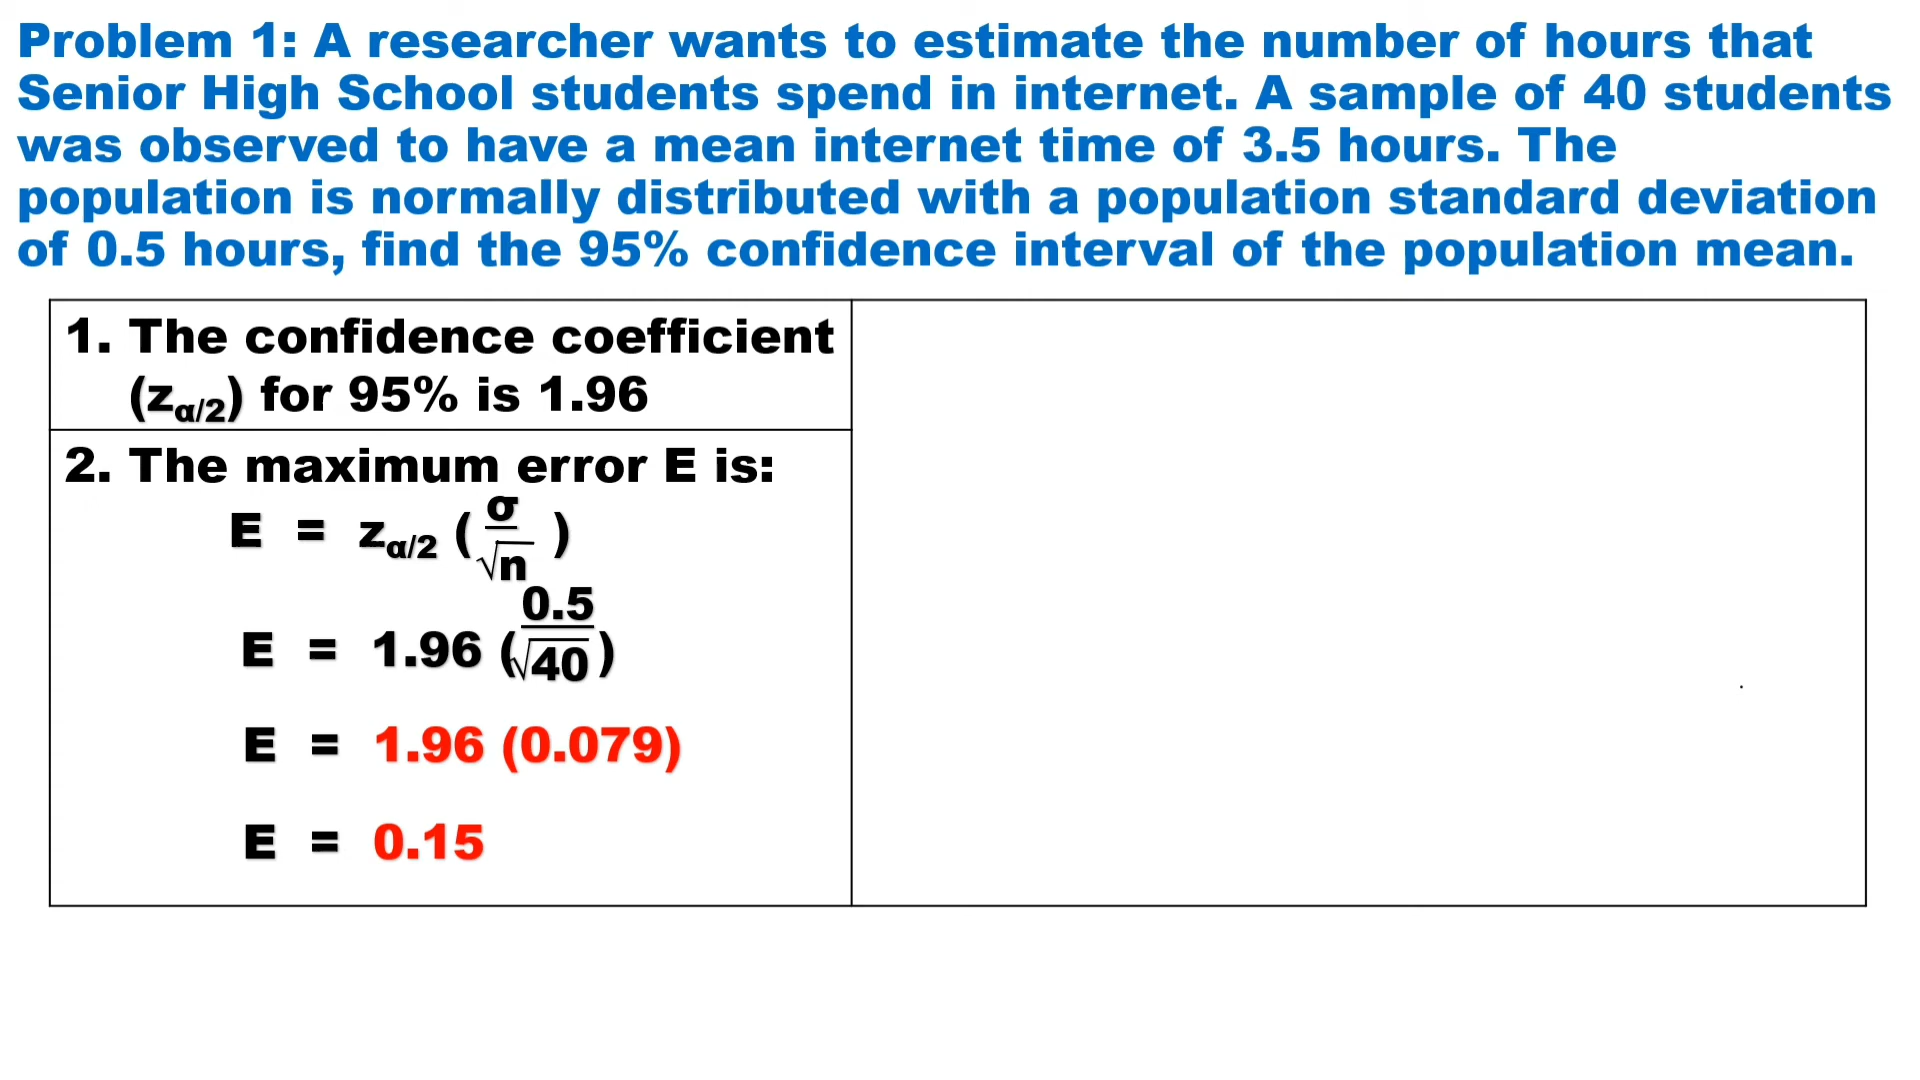 Problem 1: A researcher wants to estimate the number of hours that
Senior High School students spend in internet. A sample of 40 students
was observed to have a mean internet time of 3.5 hours. The
population is normally distributed with a population standard deviation
of 0.5 hours, find the 95% confidence interval of the population mean.
1. The confidence coefficient
(zα/2) for 95% is 1.96
2. The maximum error E is:
E = zα/2 (σ/√n)
E = 1.96 (0.5/√40)
E = 1.96 (0.079)
E = 0.15